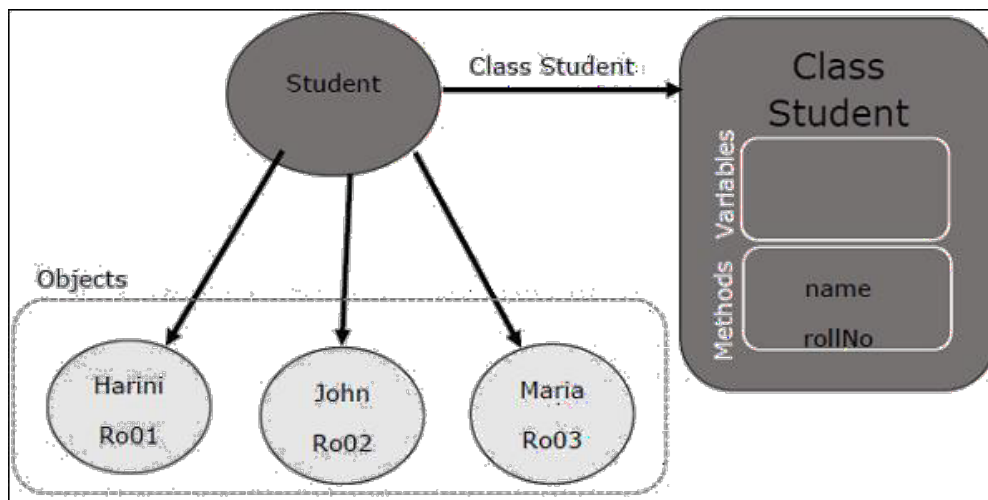 Student
Class Student
Class
Student
Variables
Methods
name
rollNo
Objects
Harini
Ro01
John
Ro02
Maria
Ro03